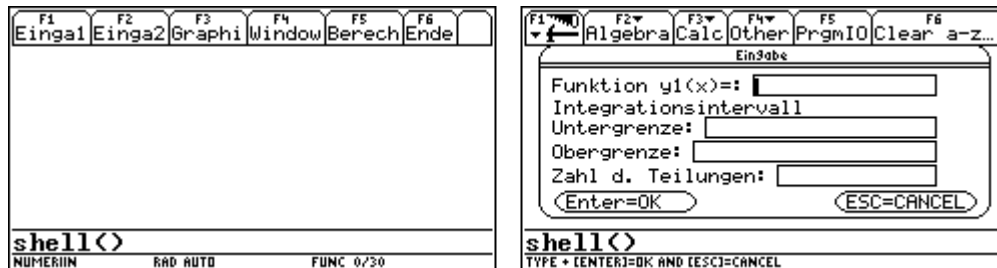 F1 F2 F3 F4 F5 F6
Einga1 Einga2 Graphi Window Berech Ende
shell()
NUMERIIN RAD AUTO FUNC 0/30
F1 F2▼ F3▼ F4▼ F5 F6
Algebra Calc Other PrgmIO Clear a-z…
Eingabe
Funktion y1(x)=:
Integrationsintervall
Untergrenze:
Obergrenze:
Zahl d. Teilungen:
Enter=OK ESC=CANCEL
shell()
TYPE + [ENTER]=OK AND [ESC]=CANCEL